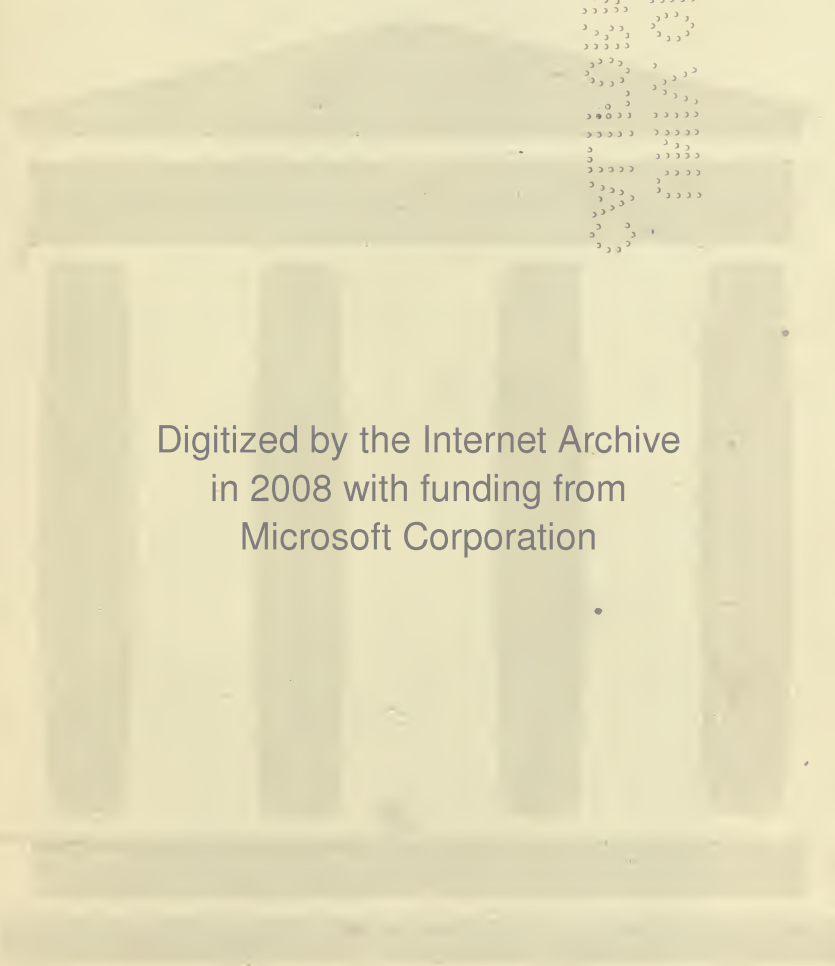 Digitized by the Internet Archive
in 2008 with funding from
Microsoft Corporation